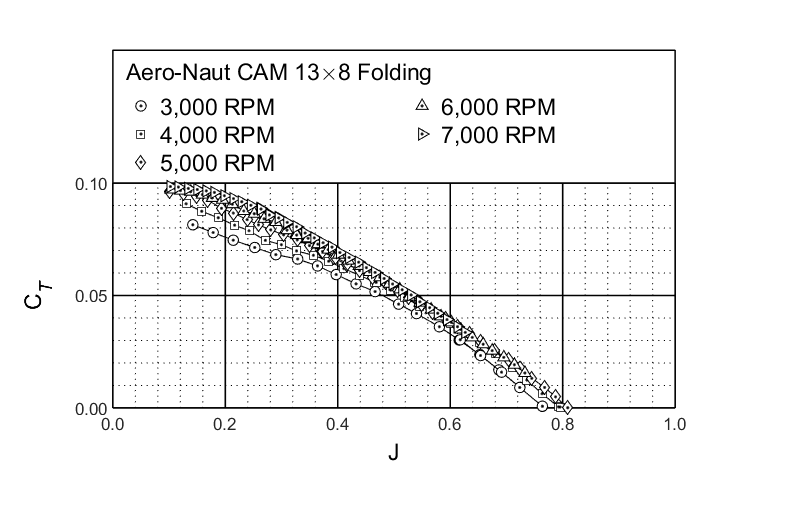 Aero-Naut CAM 13×8 Folding
3,000 RPM
4,000 RPM
5,000 RPM
6,000 RPM
7,000 RPM
0.10
0.05
0.00
C_T
0.0 0.2 0.4 0.6 0.8 1.0
J